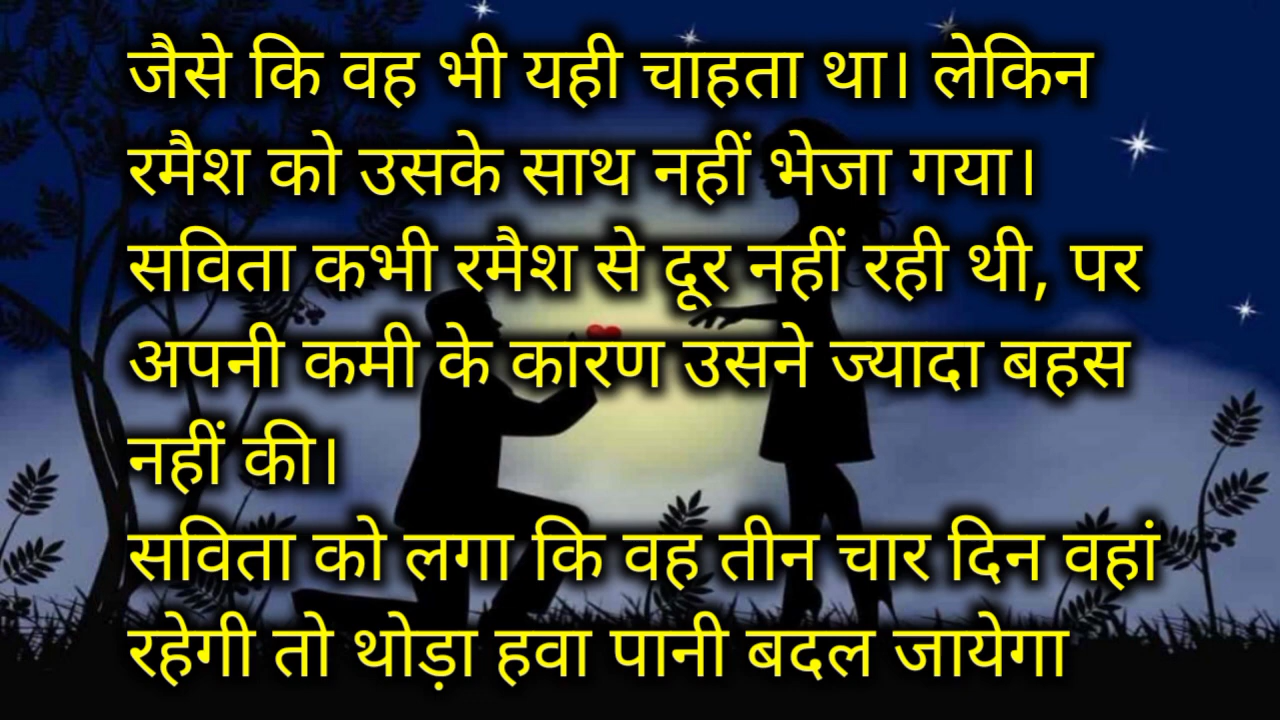 जैसे कि वह भी यही चाहता था। लेकिन
रमैश को उसके साथ नहीं भेजा गया।
सविता कभी रमैश से दूर नहीं रही थी, पर
अपनी कमी के कारण उसने ज्यादा बहस
नहीं की।
सविता को लगा कि वह तीन चार दिन वहां
रहेगी तो थोड़ा हवा पानी बदल जायेगा